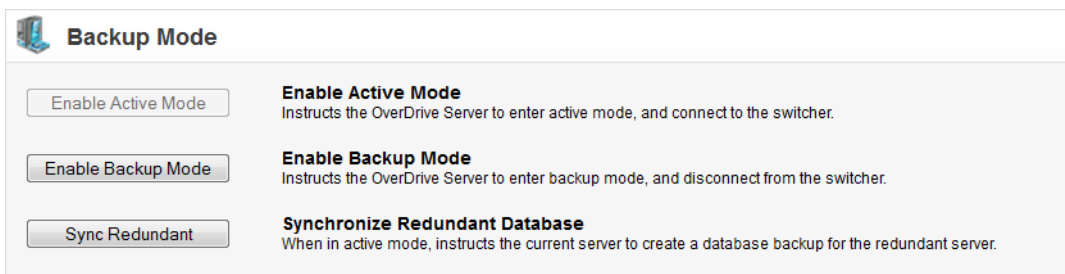 Backup Mode
Enable Active Mode
Enable Active Mode
Instructs the OverDrive Server to enter active mode, and connect to the switcher.
Enable Backup Mode
Enable Backup Mode
Instructs the OverDrive Server to enter backup mode, and disconnect from the switcher.
Sync Redundant
Synchronize Redundant Database
When in active mode, instructs the current server to create a database backup for the redundant server.